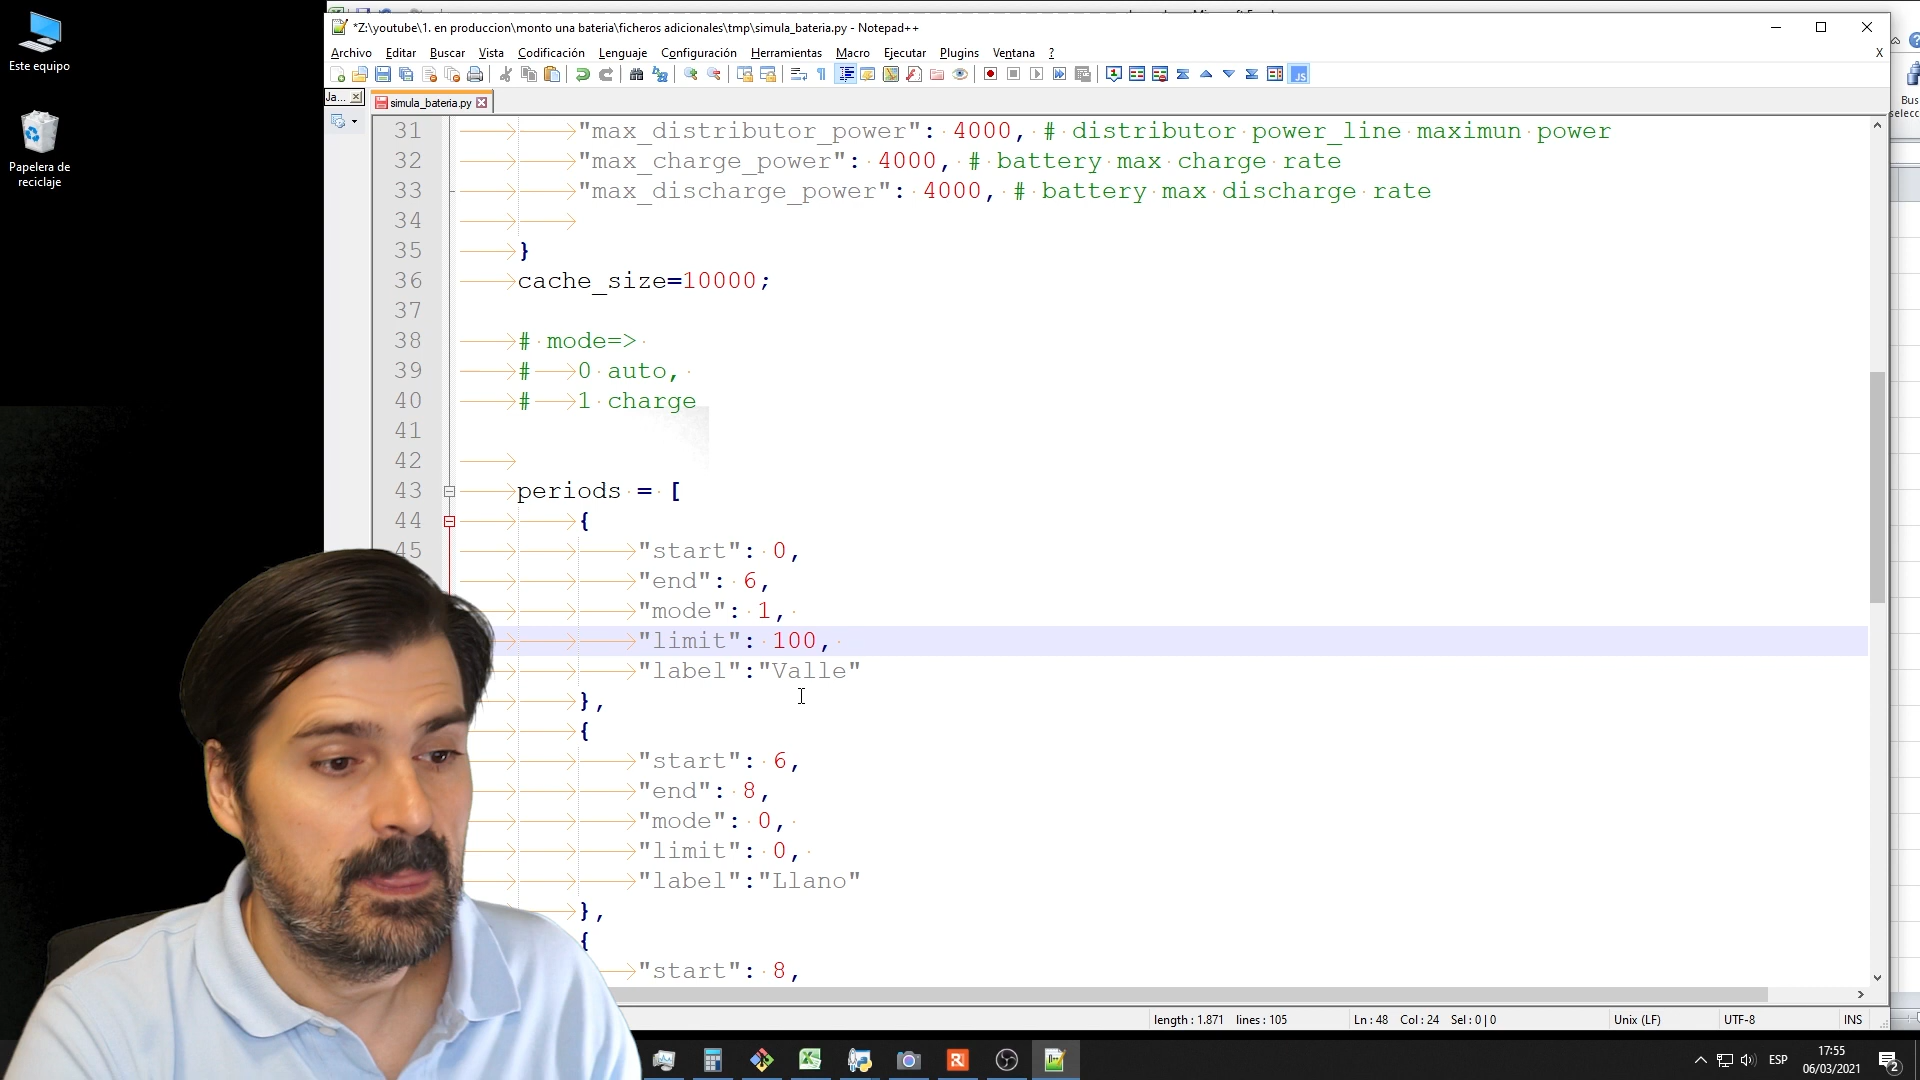 Este equipo
Papelera de
reciclaje
*Z:\youtube\1. en produccion\monto una bateria\ficheros adicionales\tmp\simula_bateria.py - Notepad++
Archivo Editar Buscar Vista Codificación Lenguaje Configuración Herramientas Macro Ejecutar Plugins Ventana ? X
Ja...
simula_bateria.py
31 "max_distributor_power": 4000, # distributor power_line maximun power
32 "max_charge_power": 4000, # battery max charge rate
33 "max_discharge_power": 4000, # battery max discharge rate
34
35 }
36 cache_size=10000;
37
38 # mode=>
39 # 0 auto,
40 # 1 charge
41
42
43 periods = [
44 {
45 "start": 0,
"end": 6,
"mode": 1,
"limit": 100,
"label":"Valle"
},
{
"start": 6,
"end": 8,
"mode": 0,
"limit": 0,
"label":"Llano"
},
{
"start": 8,
length : 1.871 lines : 105 Ln : 48 Col : 24 Sel : 0 | 0 Unix (LF) UTF-8 INS
Bus
selecc
ESP
17:55
06/03/2021
2